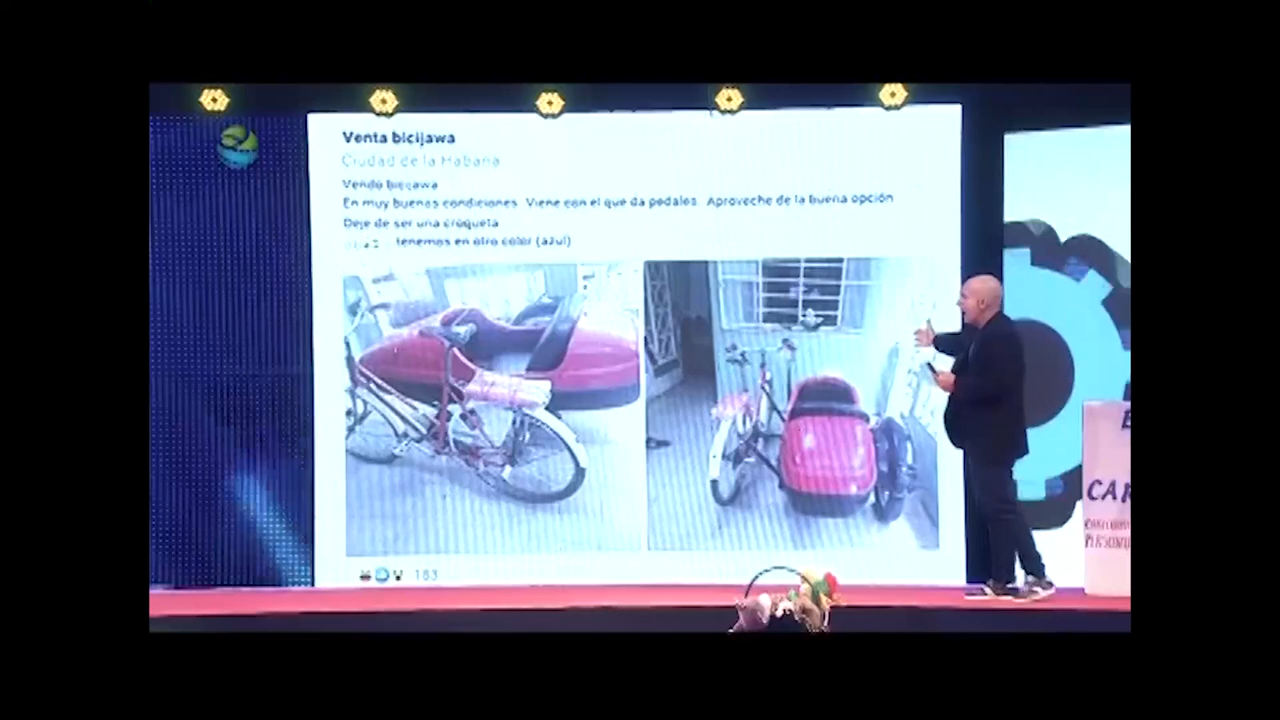 Venta bicijawa
Ciudad de la Habana
Vendo bicijawa
En muy buenas condiciones. Viene con el que da pedales. Aproveche de la buena opción
Deje de ser una croqueta
tenemos en otro color (azul)
183